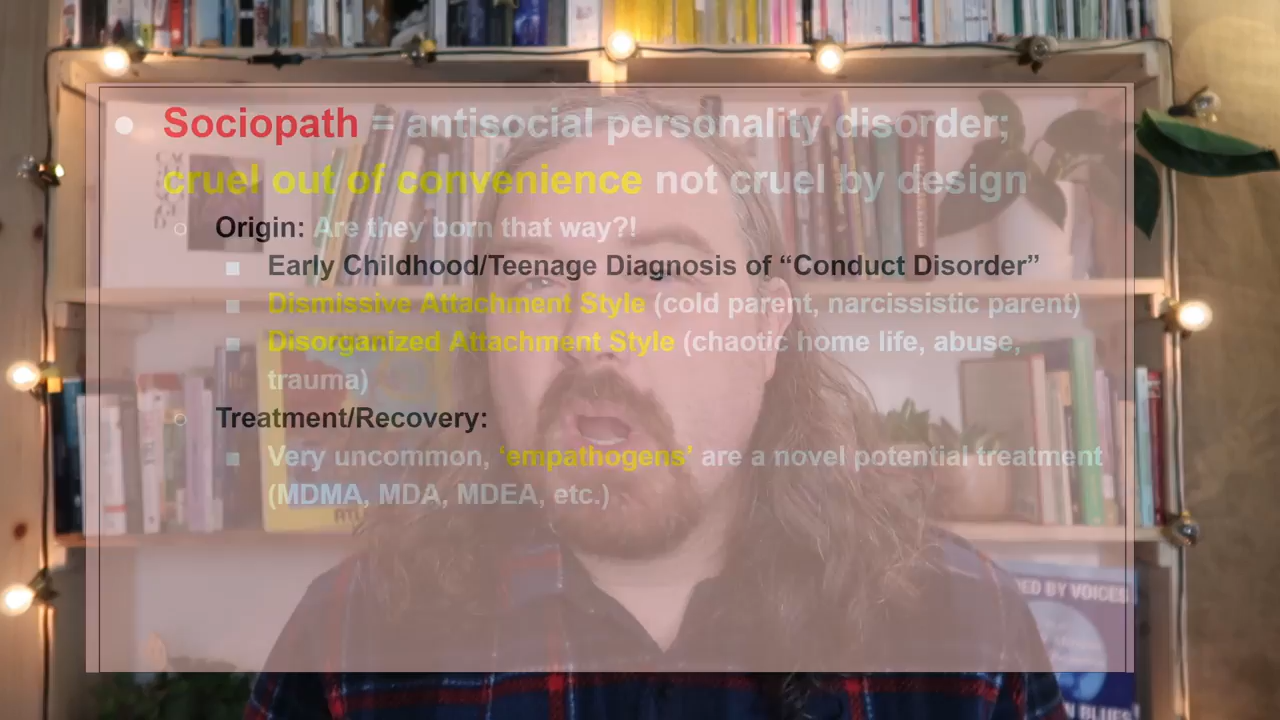 Sociopath = antisocial personality disorder;
cruel out of convenience not cruel by design
Origin: Are they born that way?!
Early Childhood/Teenage Diagnosis of “Conduct Disorder”
Dismissive Attachment Style (cold parent, narcissistic parent)
Disorganized Attachment Style (chaotic home life, abuse,
trauma)
Treatment/Recovery:
Very uncommon, ‘empathogens’ are a novel potential treatment
(MDMA, MDA, MDEA, etc.)
BY VOICES